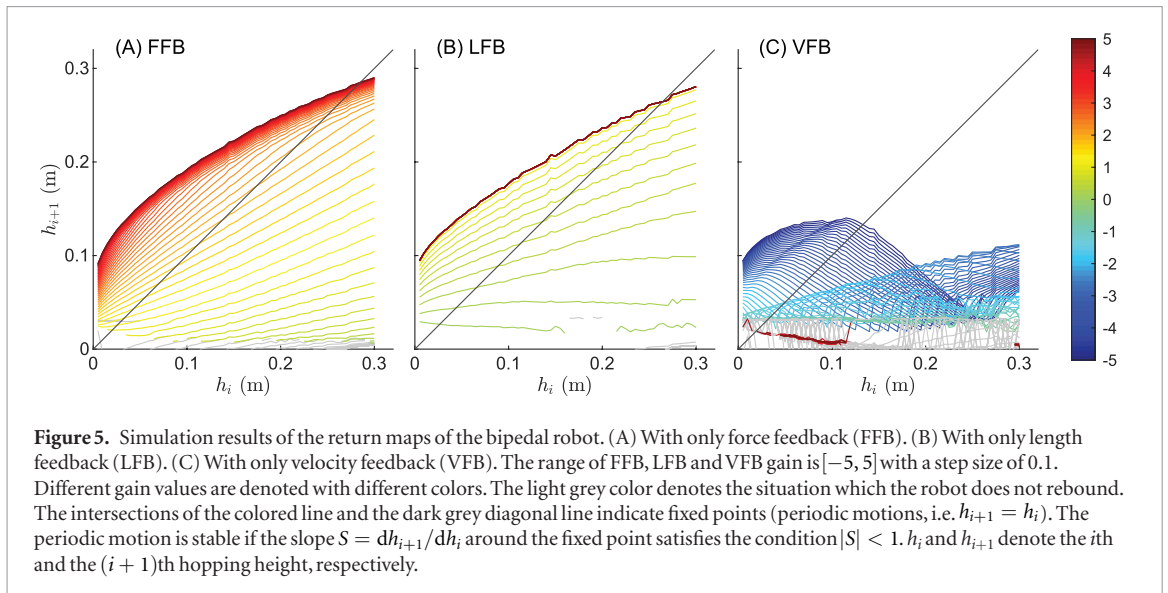 (A) FFB (B) LFB (C) VFB
0.3
0.2
0.1
0
h_{i+1} (m)
0 0.1 0.2 0.3
h_i (m)
0 0.1 0.2 0.3
h_i (m)
0 0.1 0.2 0.3
h_i (m)
5
4
3
2
1
0
-1
-2
-3
-4
-5
Figure 5. Simulation results of the return maps of the bipedal robot. (A) With only force feedback (FFB). (B) With only length
feedback (LFB). (C) With only velocity feedback (VFB). The range of FFB, LFB and VFB gain is [−5, 5] with a step size of 0.1.
Different gain values are denoted with different colors. The light grey color denotes the situation which the robot does not rebound.
The intersections of the colored line and the dark grey diagonal line indicate fixed points (periodic motions, i.e. h_{i+1} = h_i). The
periodic motion is stable if the slope S = dh_{i+1}/dh_i around the fixed point satisfies the condition |S| < 1. h_i and h_{i+1} denote the ith
and the (i + 1)th hopping height, respectively.